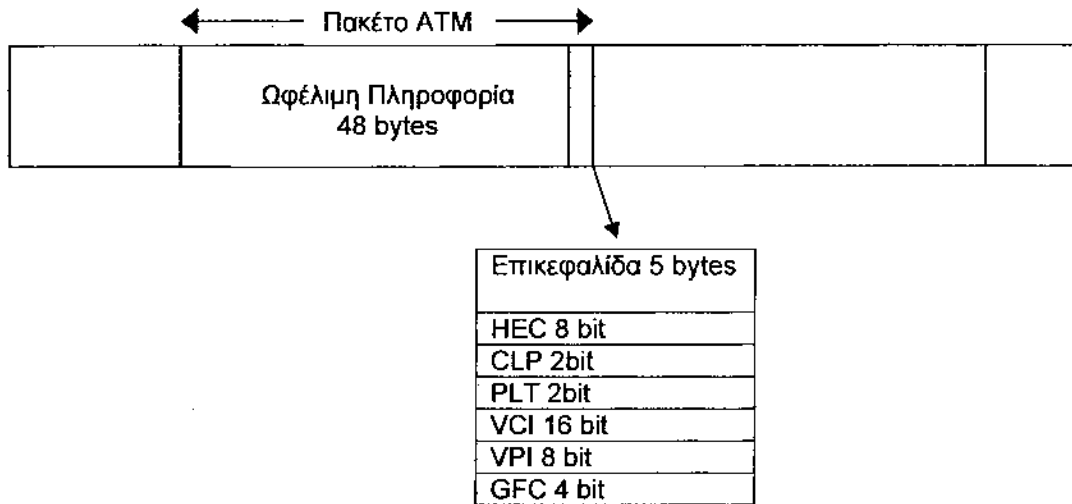 Πακέτο ATM
Ωφέλιμη Πληροφορία
48 bytes
Επικεφαλίδα 5 bytes
HEC 8 bit
CLP 2bit
PLT 2bit
VCI 16 bit
VPI 8 bit
GFC 4 bit